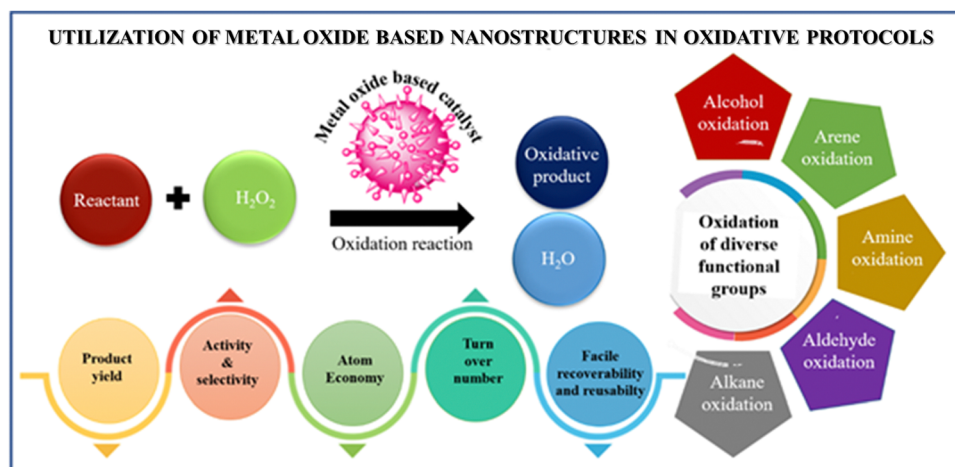 UTILIZATION OF METAL OXIDE BASED NANOSTRUCTURES IN OXIDATIVE PROTOCOLS
Metal oxide based catalyst
Reactant
+
H₂O₂
Oxidation reaction
Oxidative
product
H₂O
Alcohol
oxidation
Arene
oxidation
Amine
oxidation
Aldehyde
oxidation
Alkane
oxidation
Oxidation
of diverse
functional
groups
Product
yield
Activity
&
selectivity
Atom
Economy
Turn
over
number
Facile
recoverability
and reusabilty